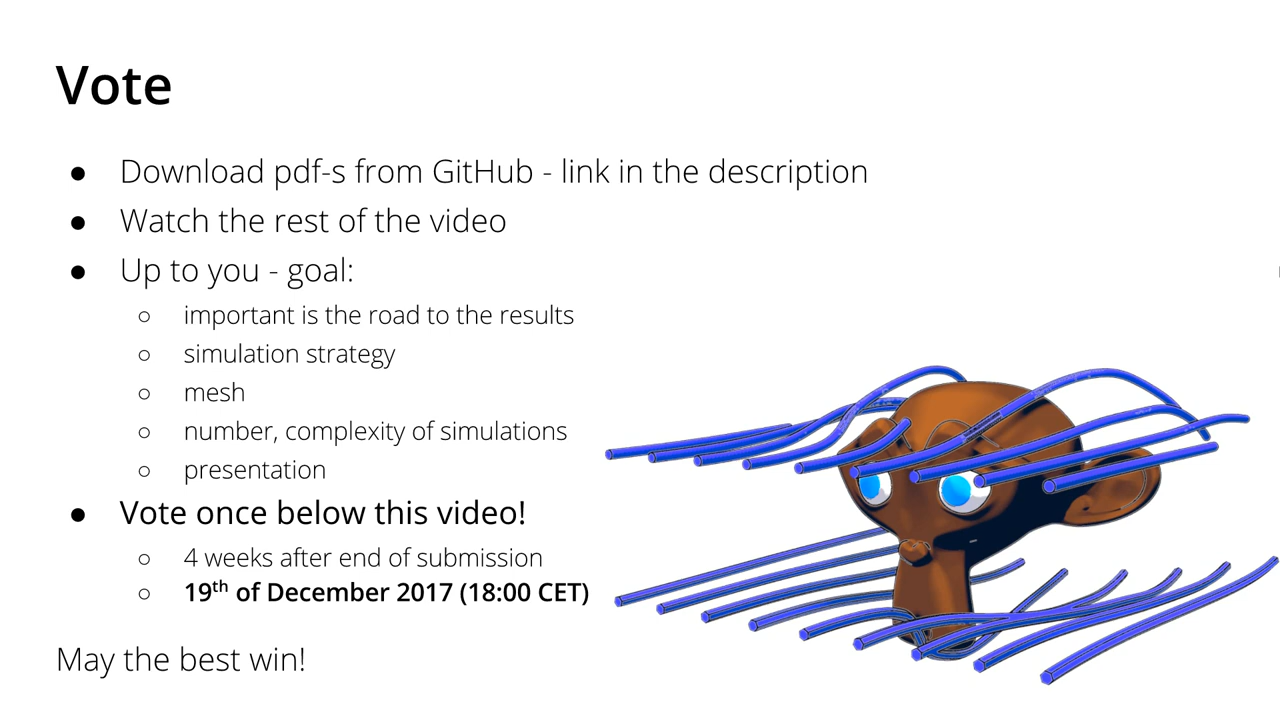 Vote
● Download pdf-s from GitHub - link in the description
● Watch the rest of the video
● Up to you - goal:
○ important is the road to the results
○ simulation strategy
○ mesh
○ number, complexity of simulations
○ presentation
● Vote once below this video!
○ 4 weeks after end of submission
○ 19th of December 2017 (18:00 CET)
May the best win!